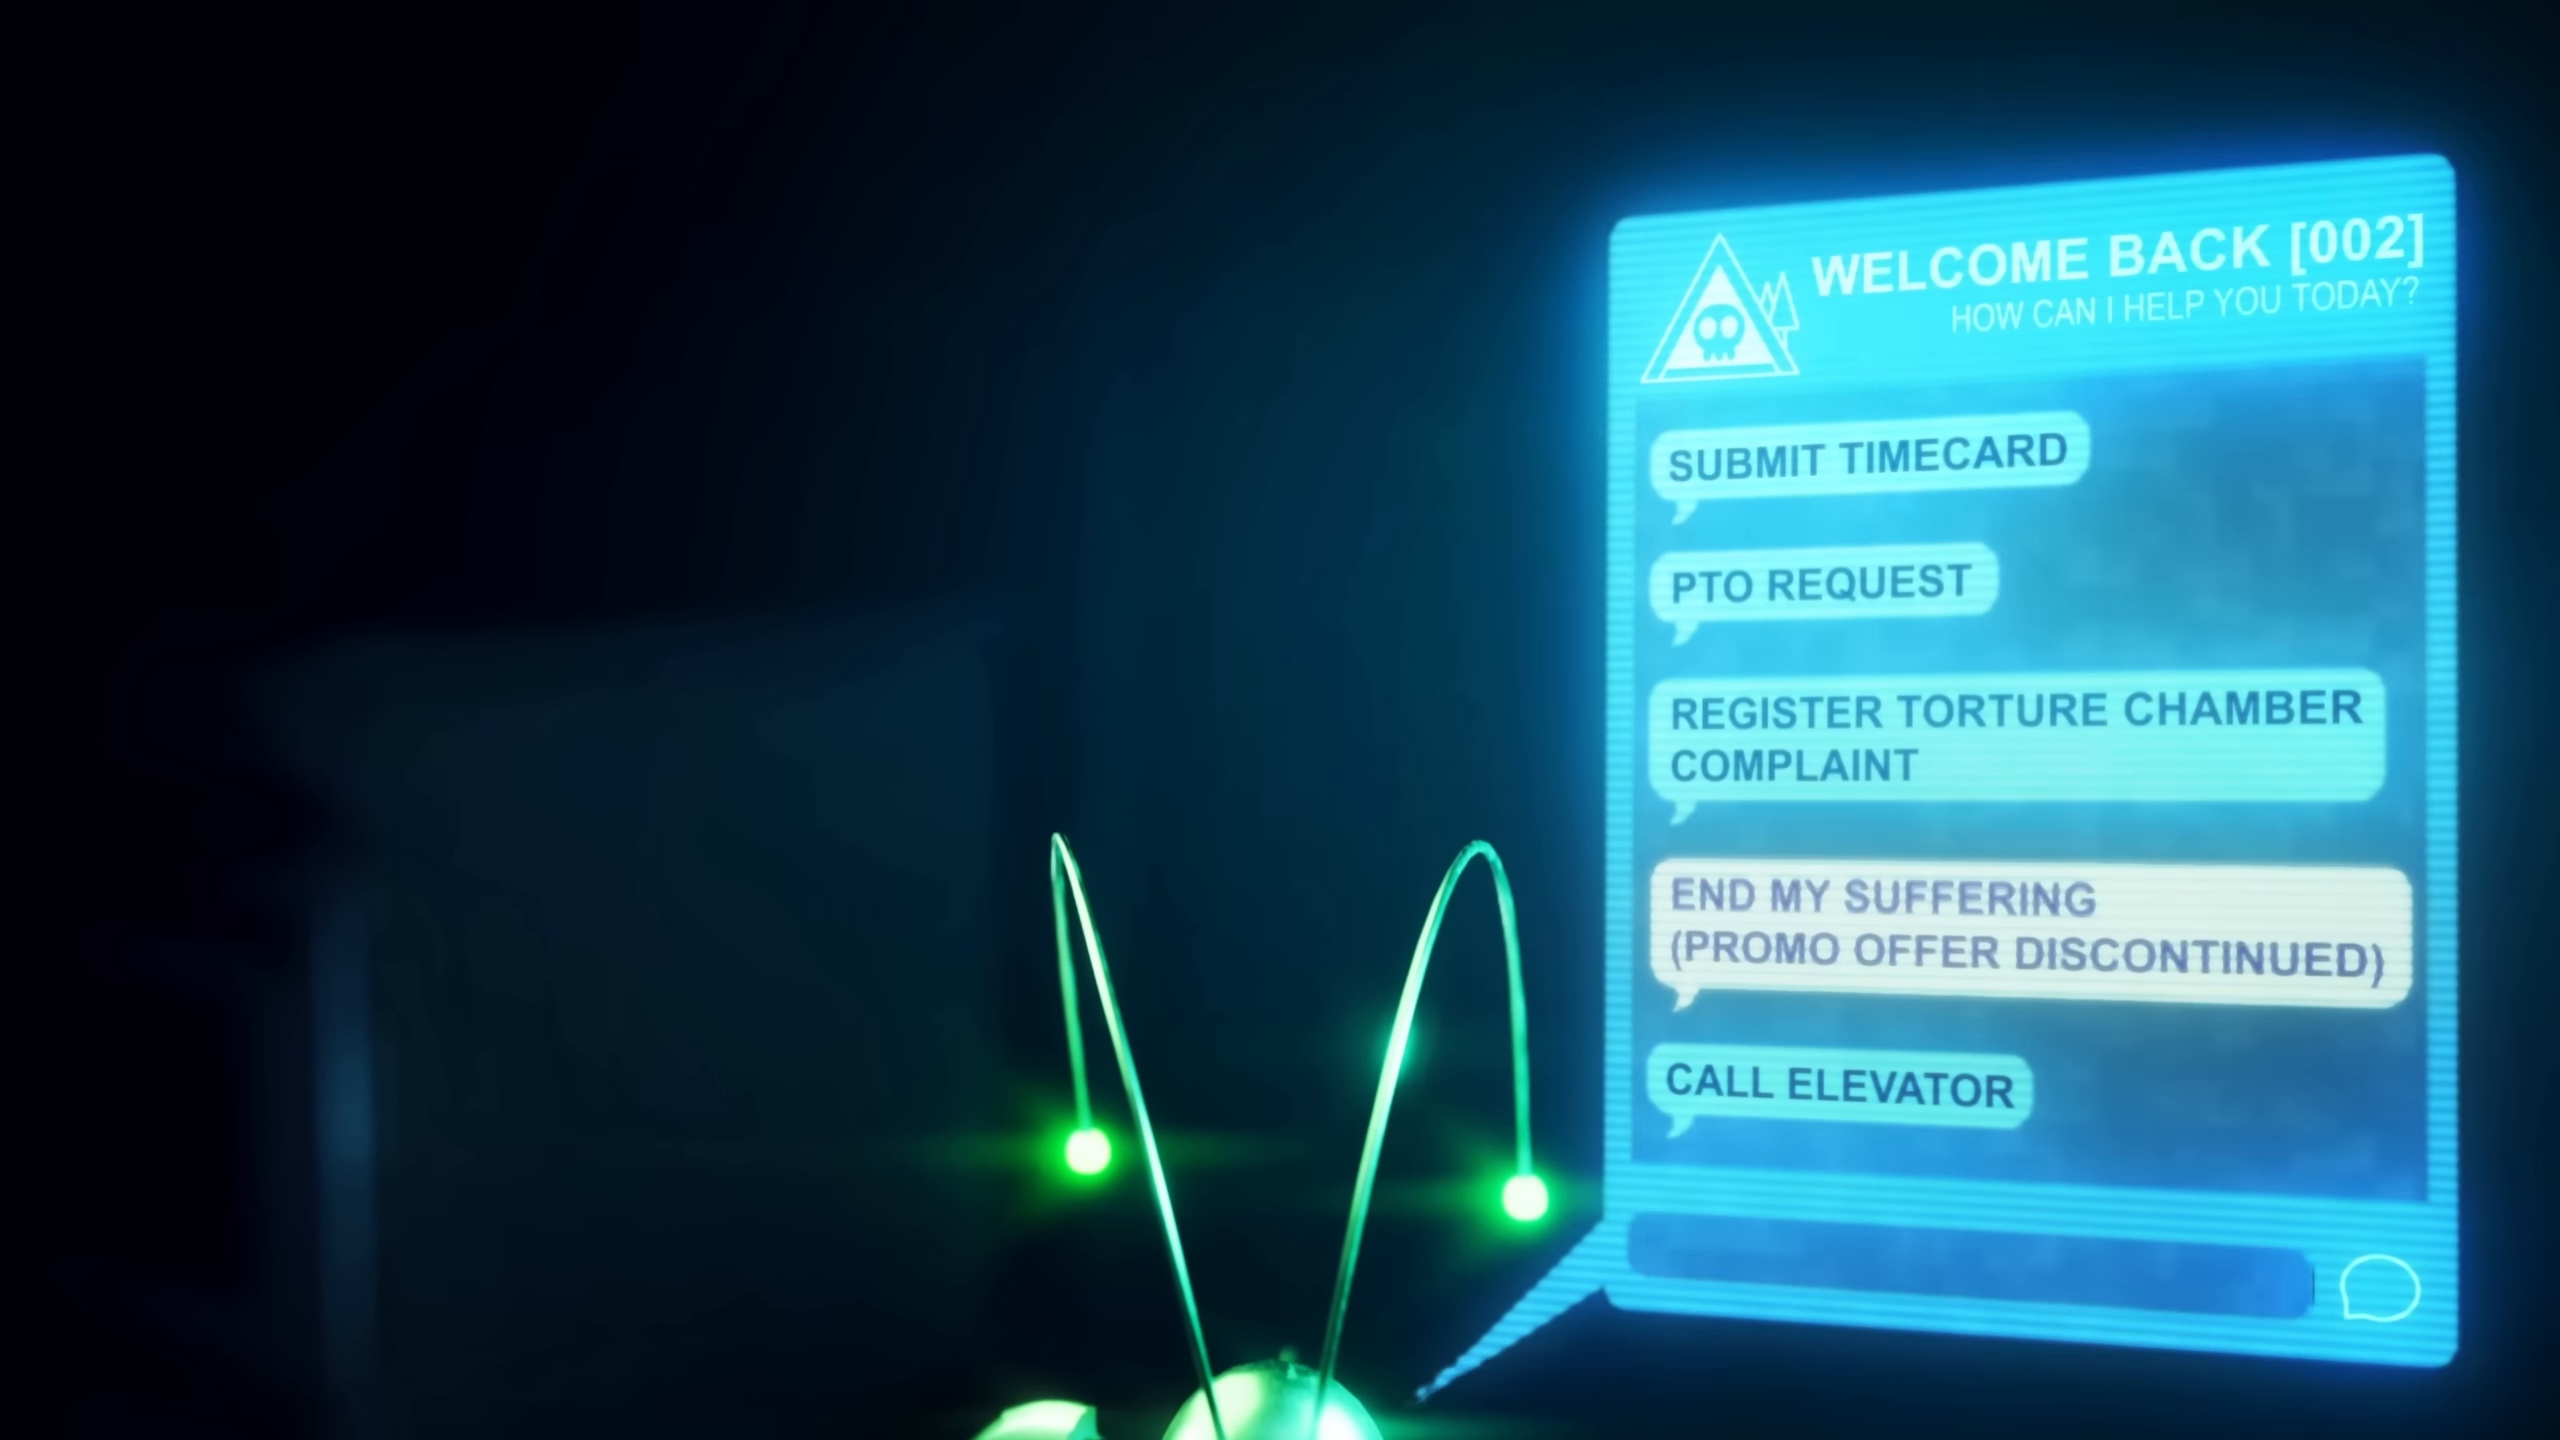 WELCOME BACK [002]
HOW CAN I HELP YOU TODAY?
SUBMIT TIMECARD
PTO REQUEST
REGISTER TORTURE CHAMBER
COMPLAINT
END MY SUFFERING
(PROMO OFFER DISCONTINUED)
CALL ELEVATOR